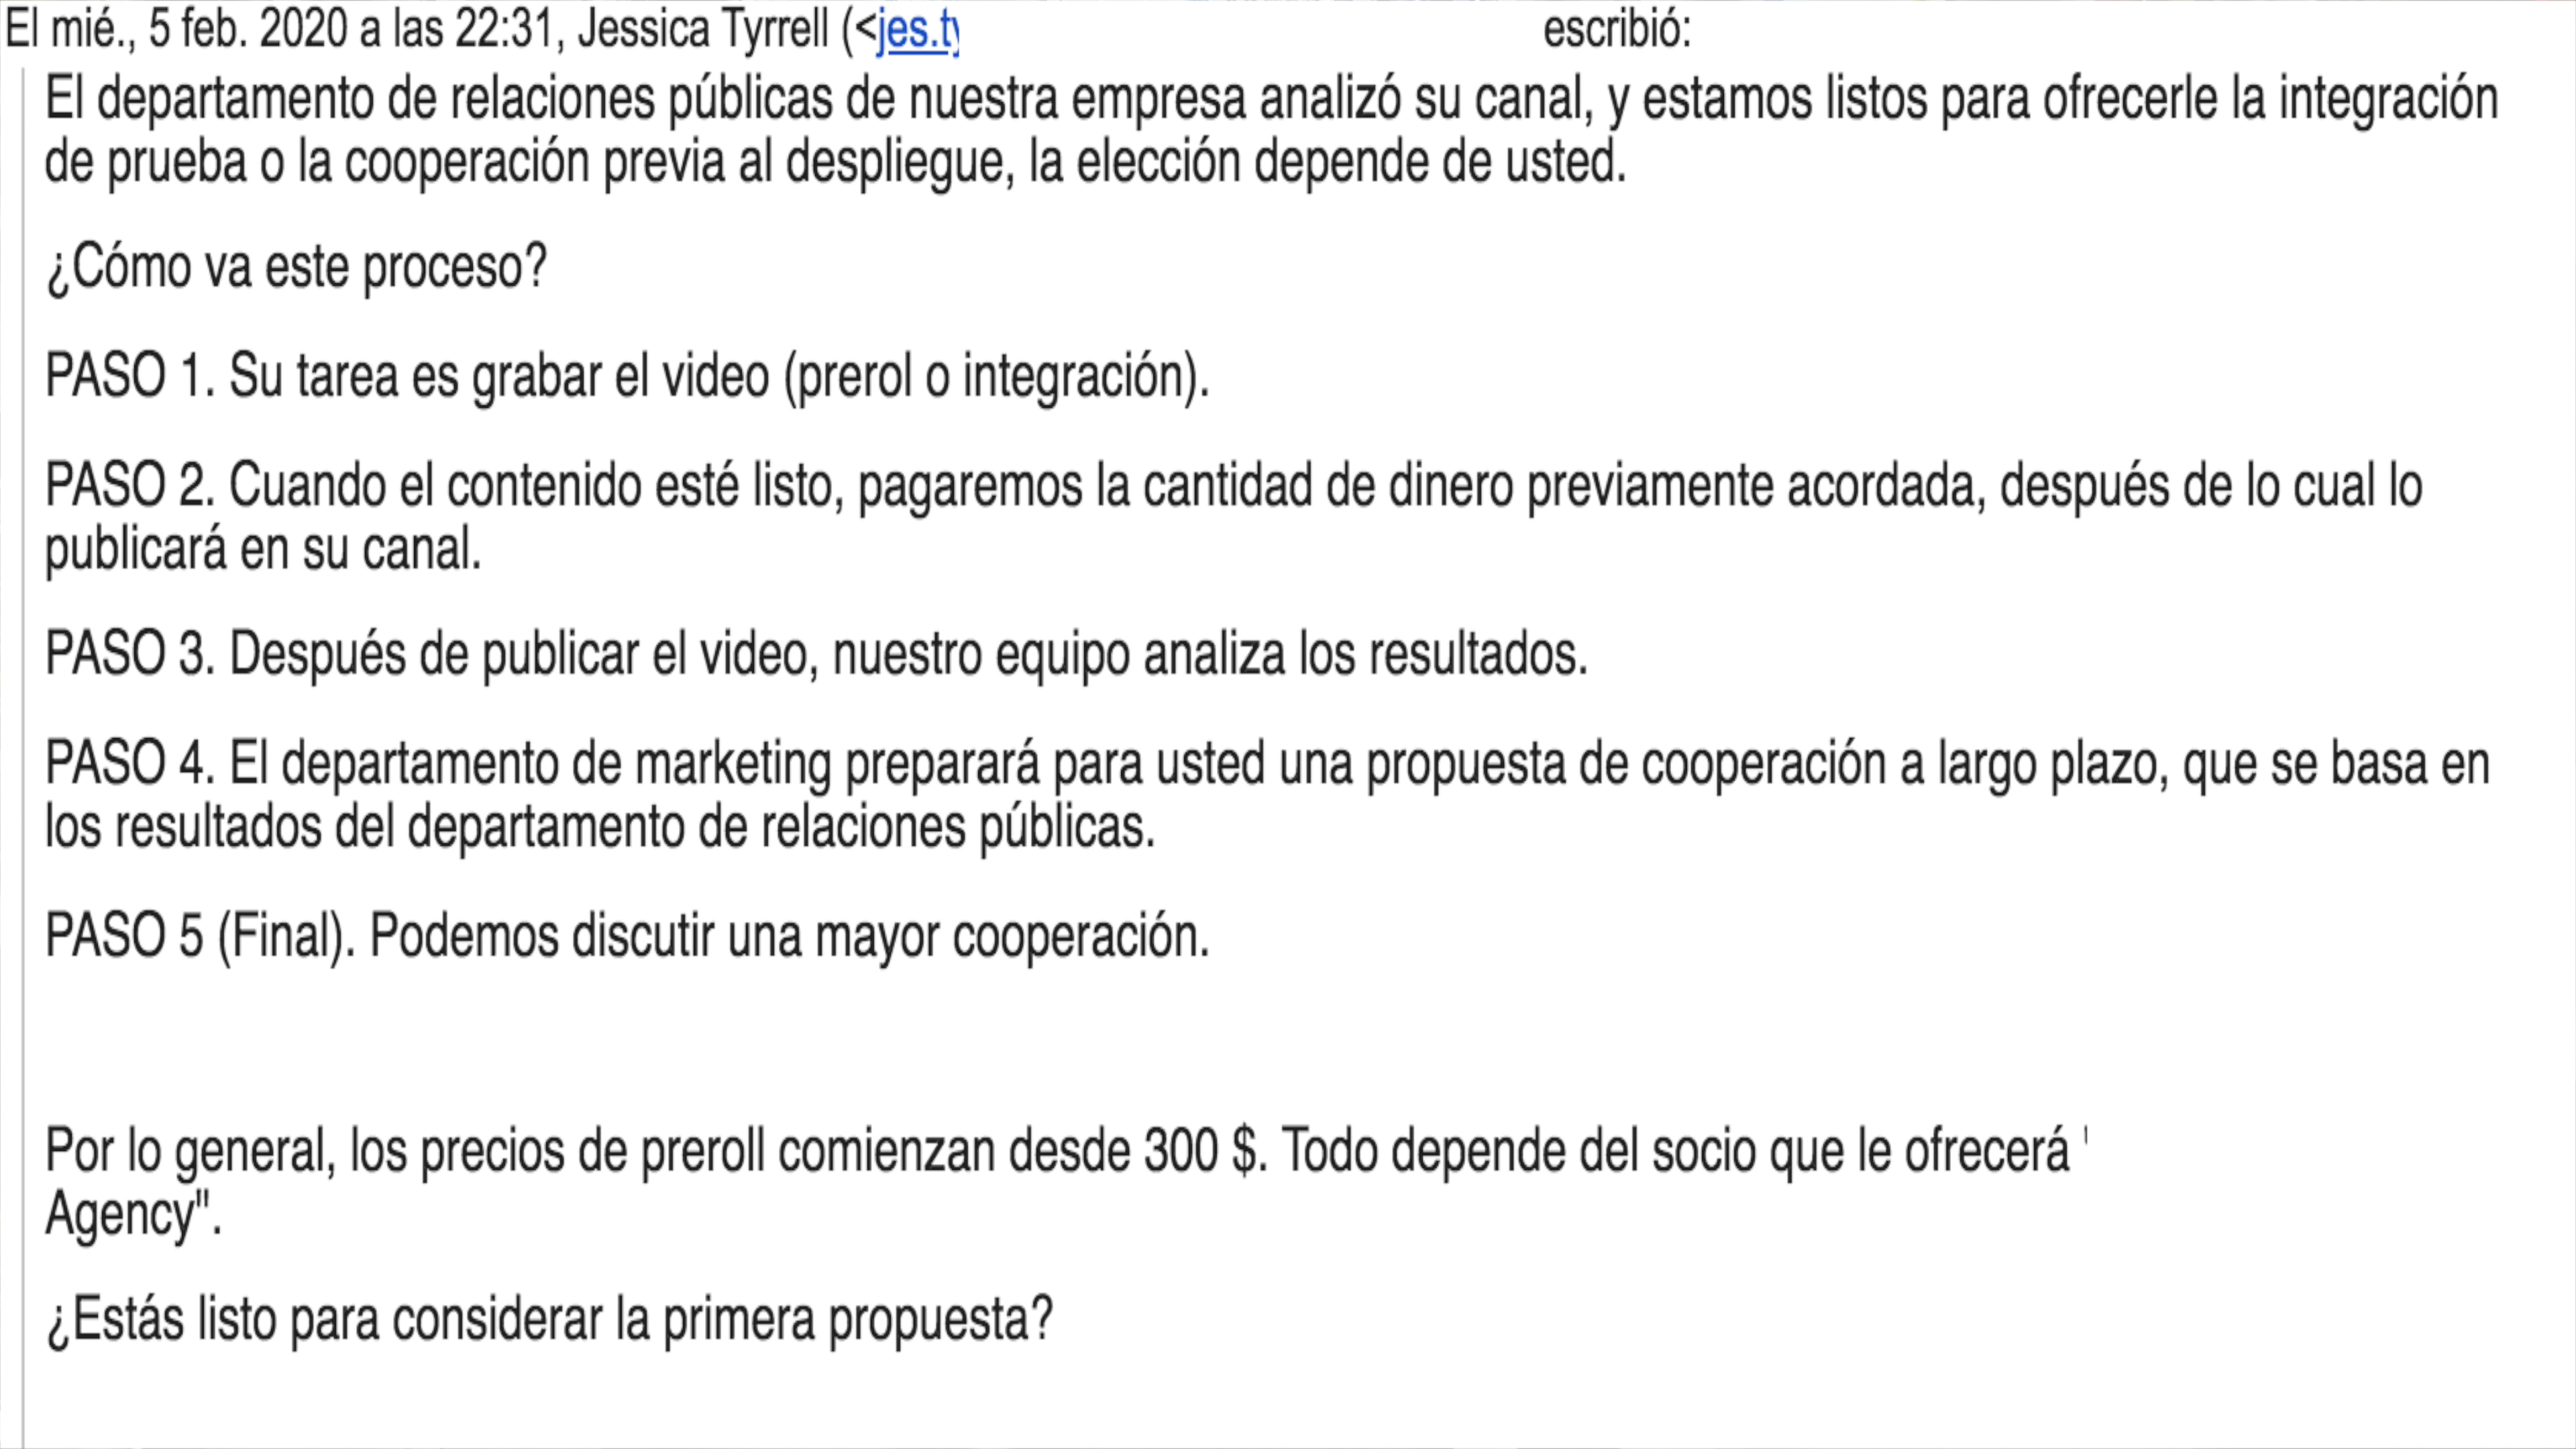 El mié., 5 feb. 2020 a las 22:31, Jessica Tyrrell (<jes.ty escribió:
El departamento de relaciones públicas de nuestra empresa analizó su canal, y estamos listos para ofrecerle la integración
de prueba o la cooperación previa al despliegue, la elección depende de usted.
¿Cómo va este proceso?
PASO 1. Su tarea es grabar el video (prerol o integración).
PASO 2. Cuando el contenido esté listo, pagaremos la cantidad de dinero previamente acordada, después de lo cual lo
publicará en su canal.
PASO 3. Después de publicar el video, nuestro equipo analiza los resultados.
PASO 4. El departamento de marketing preparará para usted una propuesta de cooperación a largo plazo, que se basa en
los resultados del departamento de relaciones públicas.
PASO 5 (Final). Podemos discutir una mayor cooperación.
Por lo general, los precios de preroll comienzan desde 300 $. Todo depende del socio que le ofrecerá '
Agency".
¿Estás listo para considerar la primera propuesta?